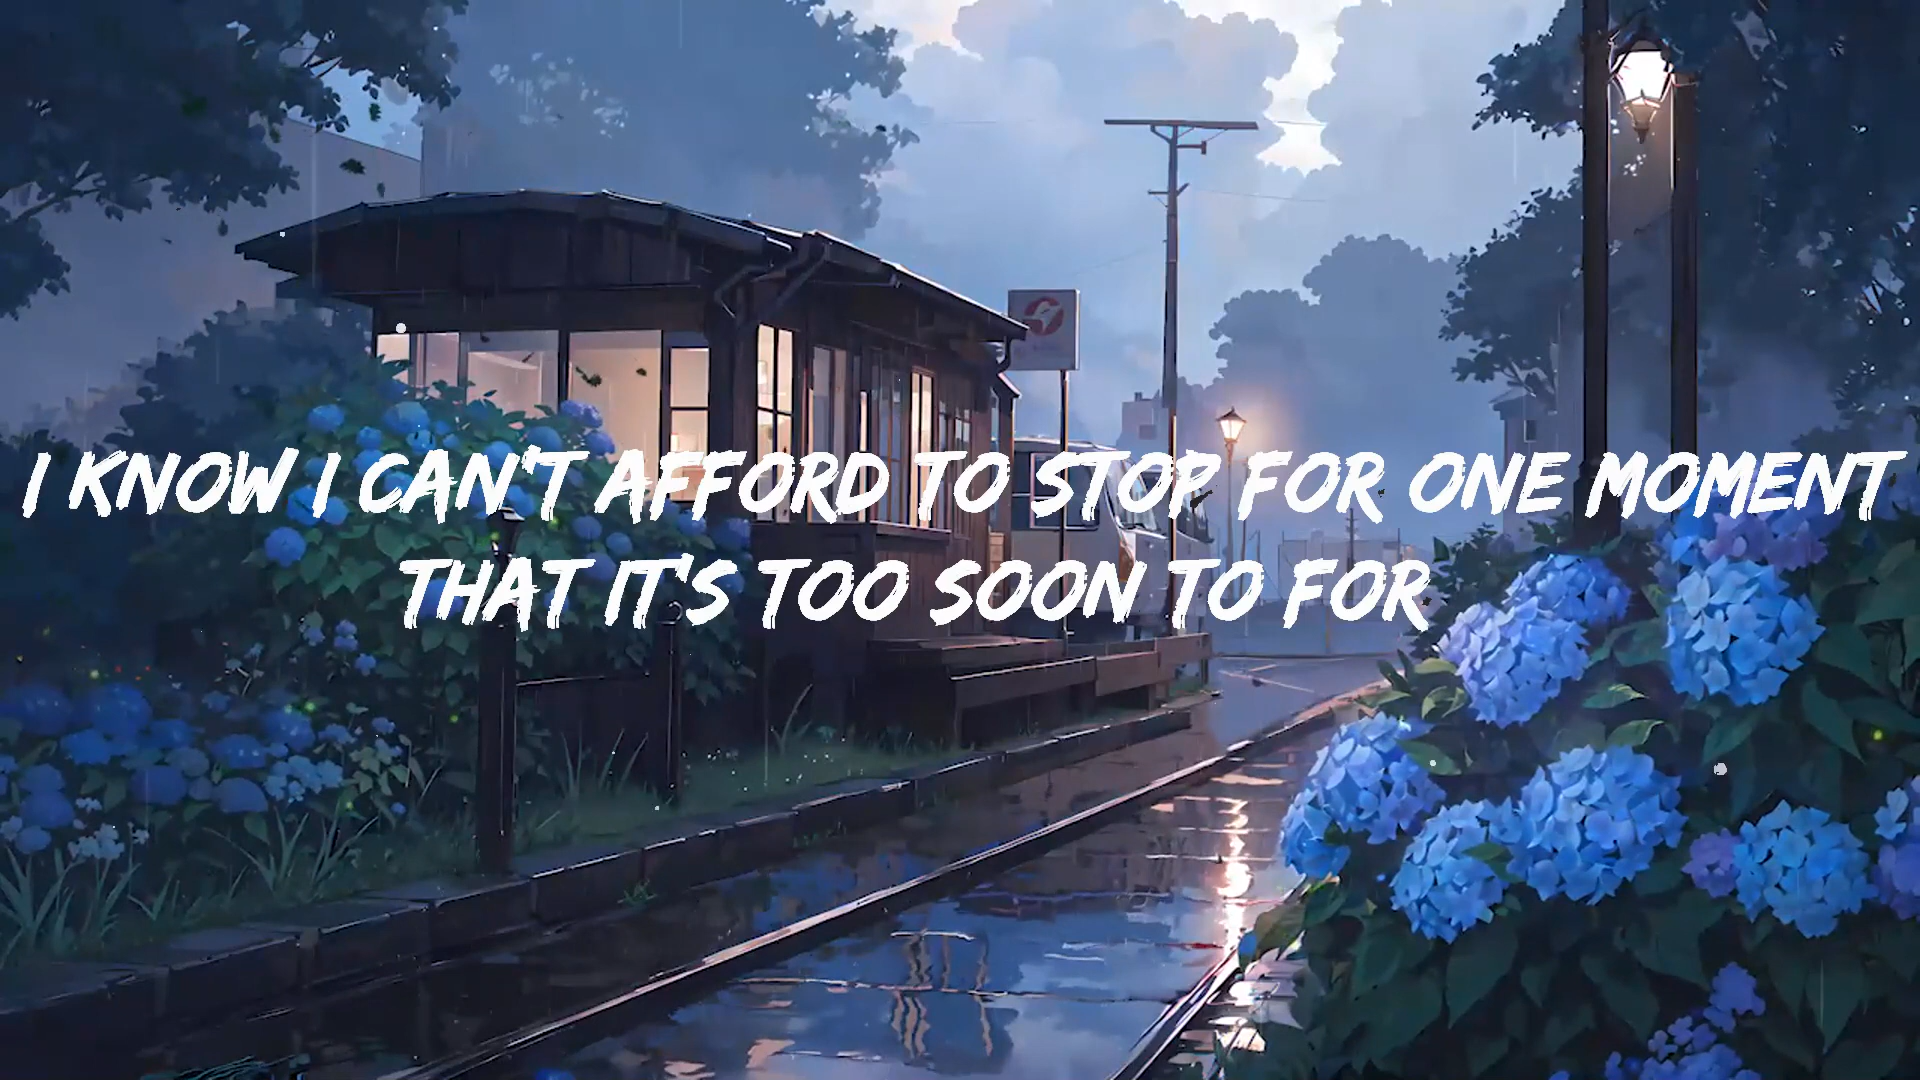 I KNOW I CAN'T AFFORD TO STOP FOR ONE MOMENT
THAT IT'S TOO SOON TO FOR